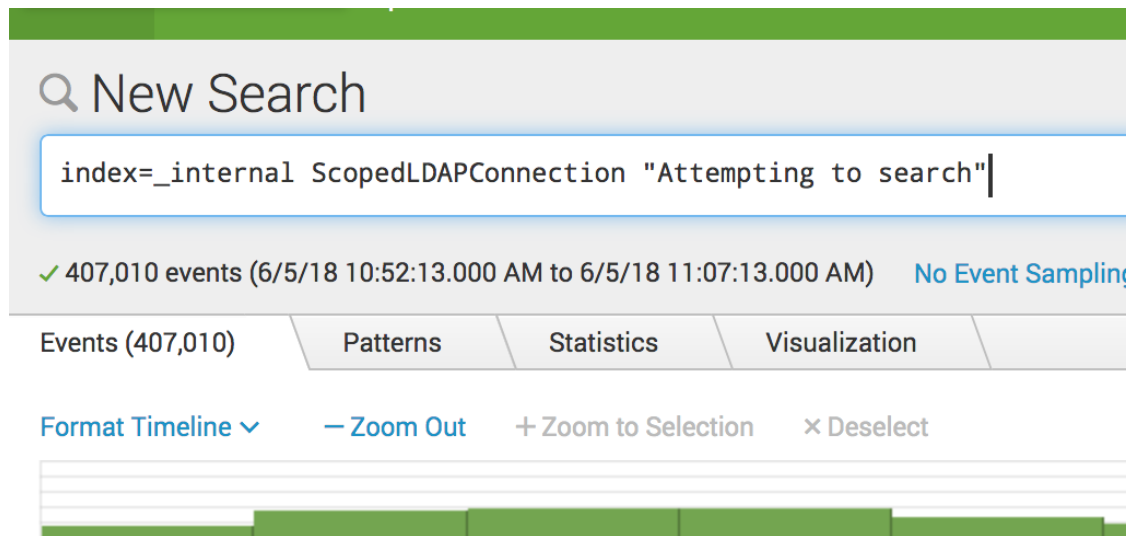 New Search
index=_internal ScopedLDAPConnection "Attempting to search"
✓ 407,010 events (6/5/18 10:52:13.000 AM to 6/5/18 11:07:13.000 AM) No Event Sampling
Events (407,010) Patterns Statistics Visualization
Format Timeline — Zoom Out + Zoom to Selection × Deselect